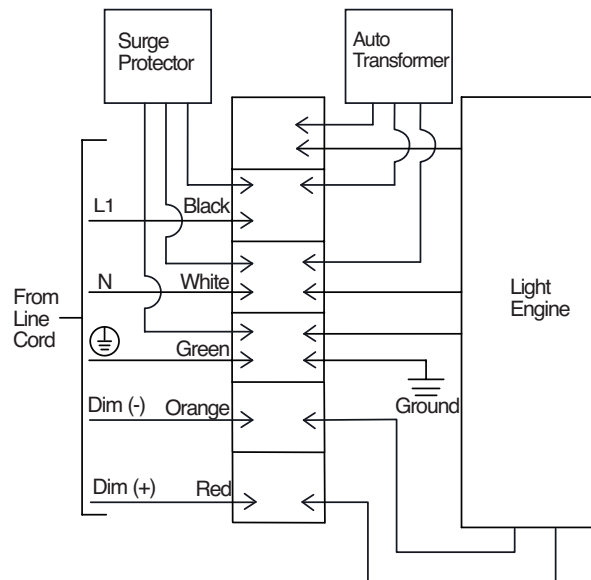 Surge
Protector
Auto
Transformer
L1
Black
N
White
From
Line
Cord
Green
Light
Engine
Ground
Dim (-)
Orange
Dim (+)
Red